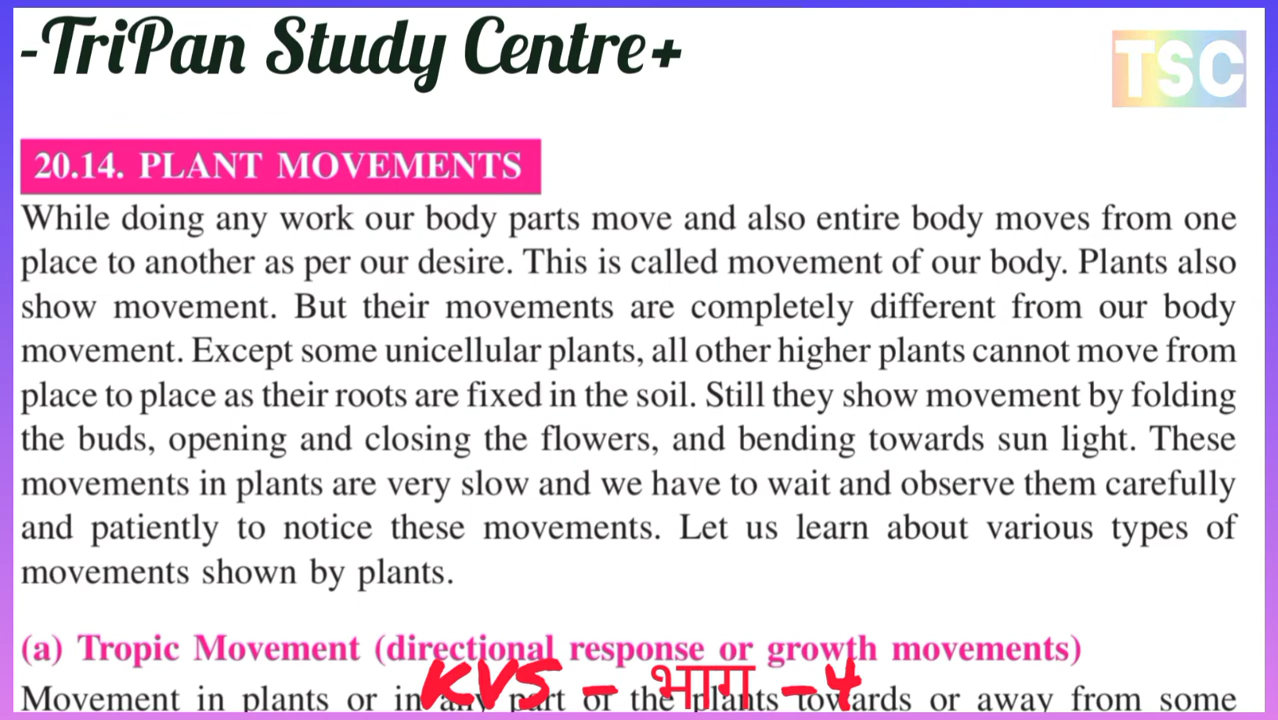 -TriPan Study Centre+
TSC
20.14. PLANT MOVEMENTS
While doing any work our body parts move and also entire body moves from one
place to another as per our desire. This is called movement of our body. Plants also
show movement. But their movements are completely different from our body
movement. Except some unicellular plants, all other higher plants cannot move from
place to place as their roots are fixed in the soil. Still they show movement by folding
the buds, opening and closing the flowers, and bending towards sun light. These
movements in plants are very slow and we have to wait and observe them carefully
and patiently to notice these movements. Let us learn about various types of
movements shown by plants.
(a) Tropic Movement (directional response or growth movements)
KVS - भाग -4
Movement in plants or in any part of the plants towards or away from some